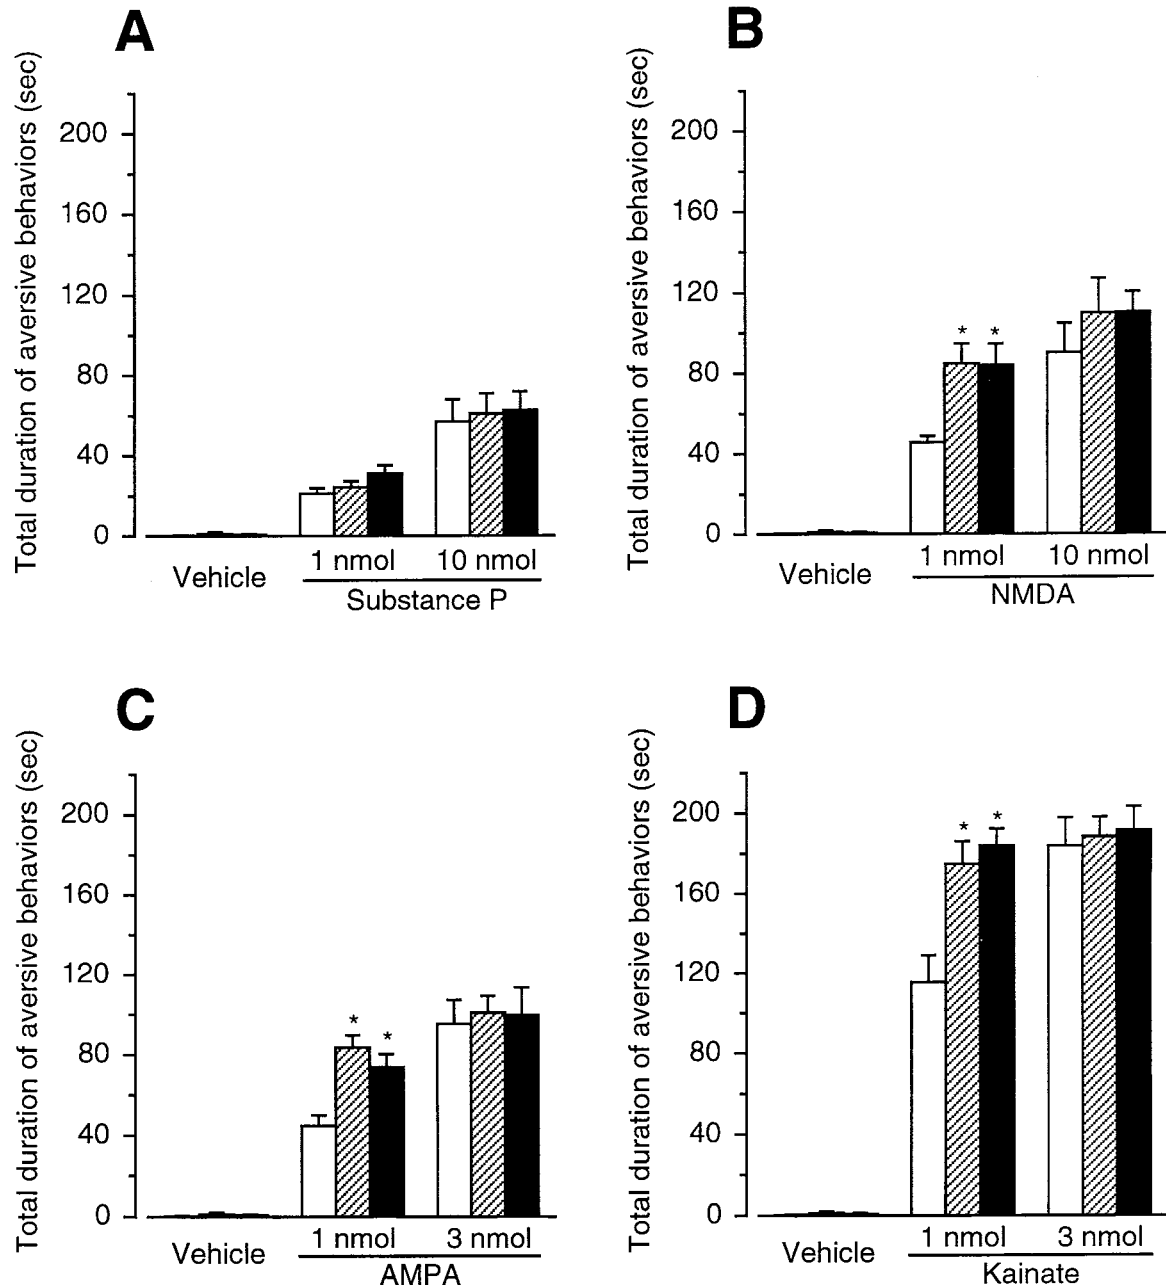 A
Total duration of aversive behaviors (sec)
200
160
120
80
40
0
Vehicle
1 nmol
10 nmol
Substance P
B
Total duration of aversive behaviors (sec)
200
160
120
80
40
0
Vehicle
1 nmol
10 nmol
NMDA
* *
C
Total duration of aversive behaviors (sec)
200
160
120
80
40
0
Vehicle
1 nmol
3 nmol
AMPA
* *
D
Total duration of aversive behaviors (sec)
200
160
120
80
40
0
Vehicle
1 nmol
3 nmol
Kainate
* *